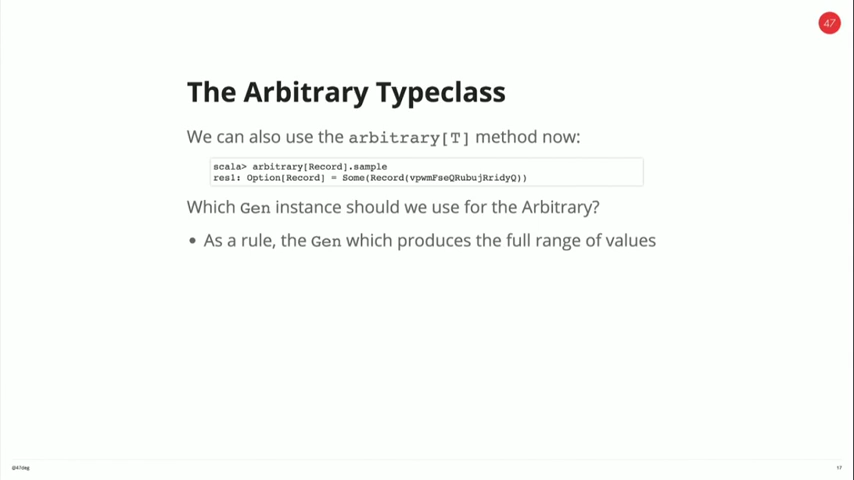 47
The Arbitrary Typeclass
We can also use the arbitrary[T] method now:
scala> arbitrary[Record].sample
res1: Option[Record] = Some(Record(vpwmFseQRubujRridyQ))
Which Gen instance should we use for the Arbitrary?
• As a rule, the Gen which produces the full range of values
@47deg
17